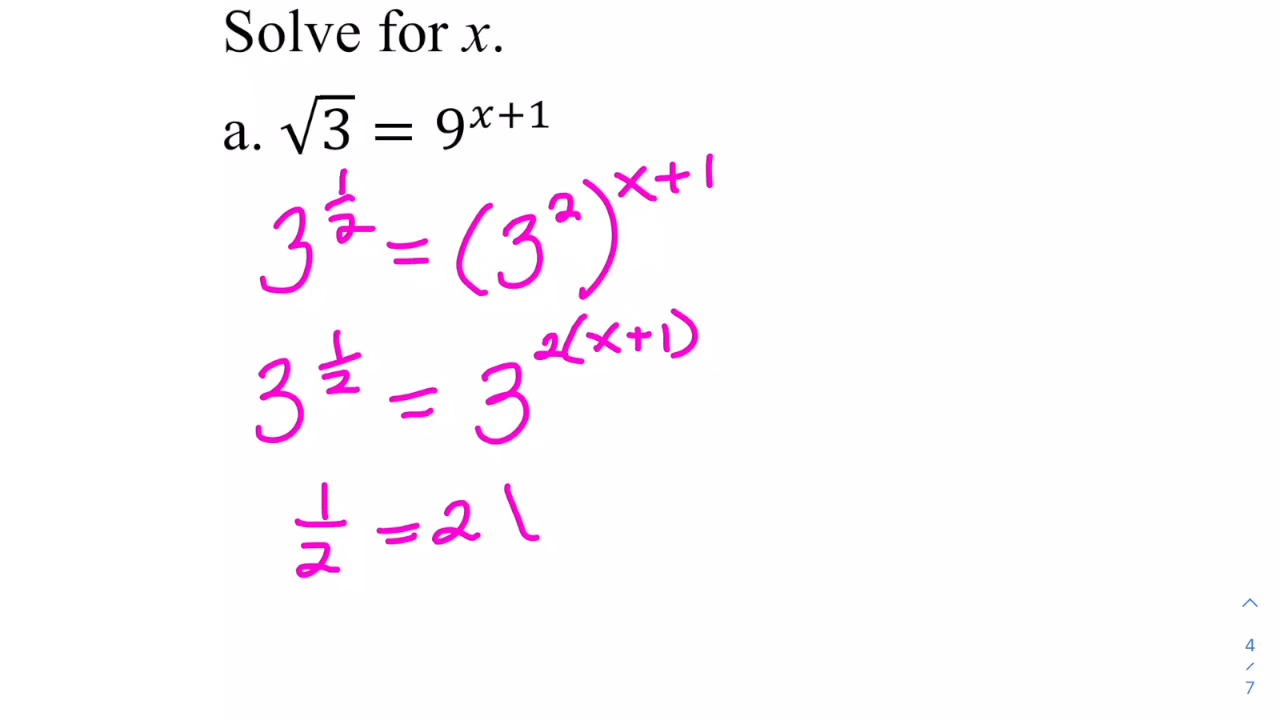 Solve for x.
a. √3 = 9^(x+1)
3^(1/2) = (3^2)^(x+1)
3^(1/2) = 3^(2(x+1))
1/2 = 2(
4
/
7